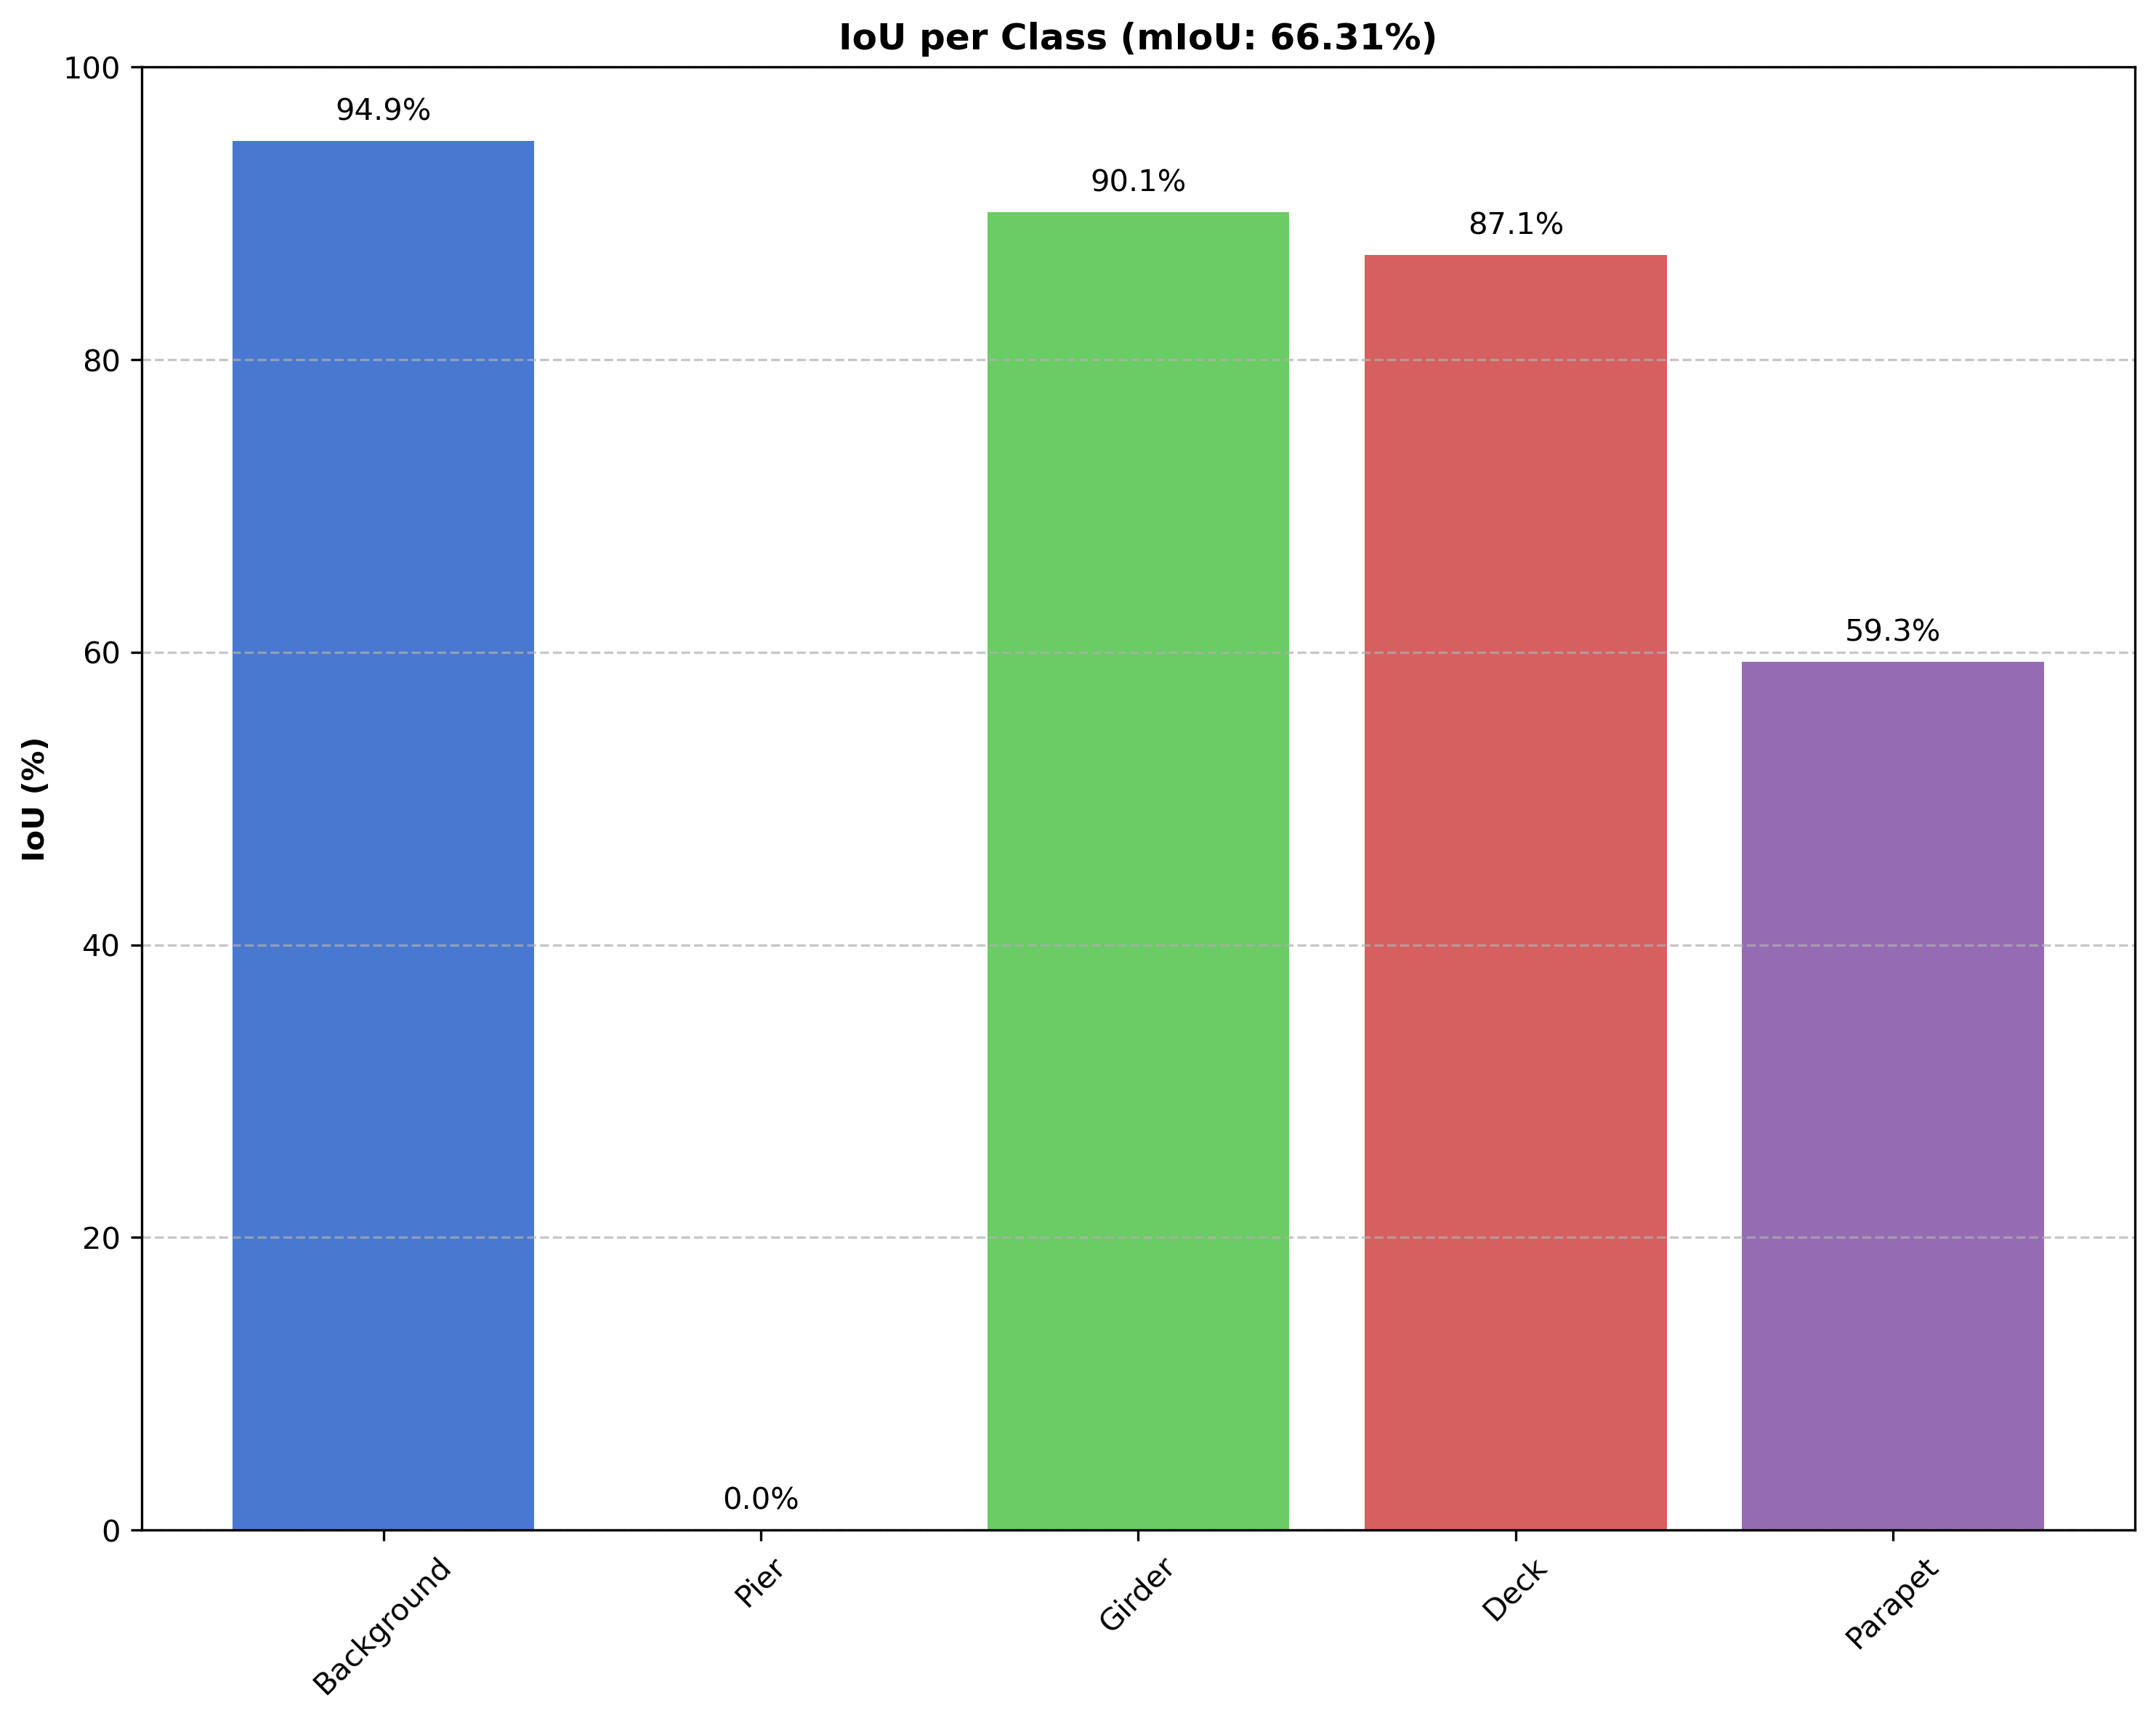 IoU per Class (mIoU: 66.31%)
IoU (%)
100
80
60
40
20
0
94.9%
0.0%
90.1%
87.1%
59.3%
Background
Pier
Girder
Deck
Parapet